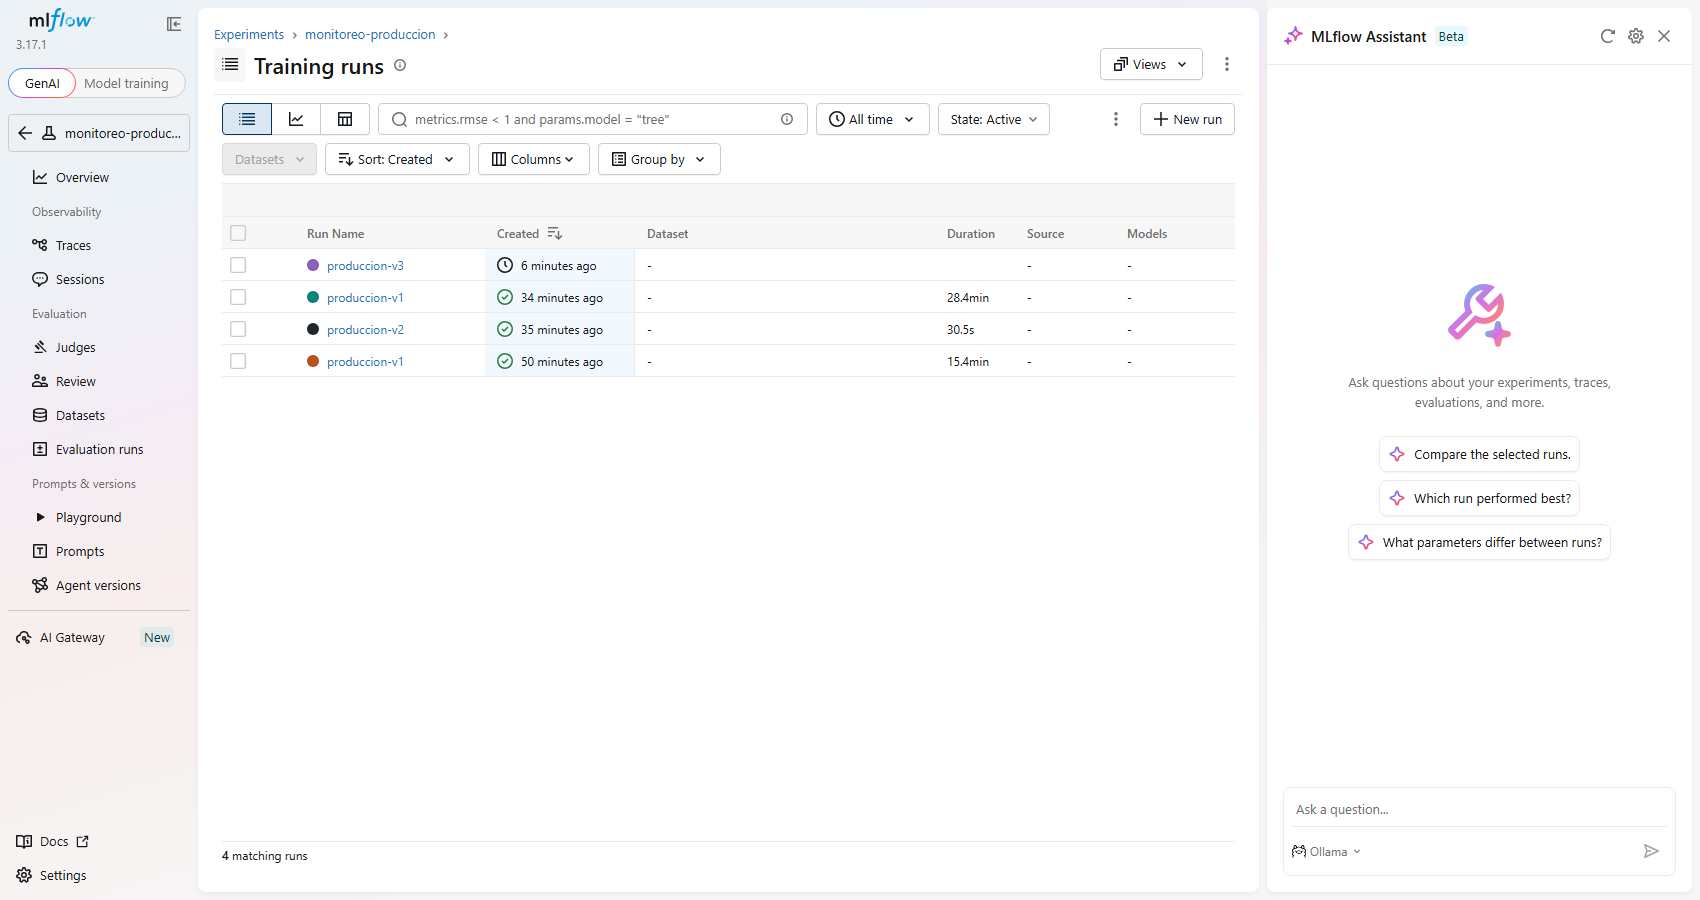 mlflow
3.17.1
GenAI
Model training
monitoreo-produc...
Overview
Observability
Traces
Sessions
Evaluation
Judges
Review
Datasets
Evaluation runs
Prompts & versions
Playground
Prompts
Agent versions
AI Gateway New
Docs
Settings
Experiments > monitoreo-produccion >
Training runs
Views
metrics.rmse < 1 and params.model = "tree"
All time
State: Active
New run
Datasets
Sort: Created
Columns
Group by
Run Name Created Dataset Duration Source Models
produccion-v3 6 minutes ago - - -
produccion-v1 34 minutes ago - 28.4min - -
produccion-v2 35 minutes ago - 30.5s - -
produccion-v1 50 minutes ago - 15.4min - -
4 matching runs
MLflow Assistant Beta
Ask questions about your experiments, traces,
evaluations, and more.
Compare the selected runs.
Which run performed best?
What parameters differ between runs?
Ask a question...
Ollama